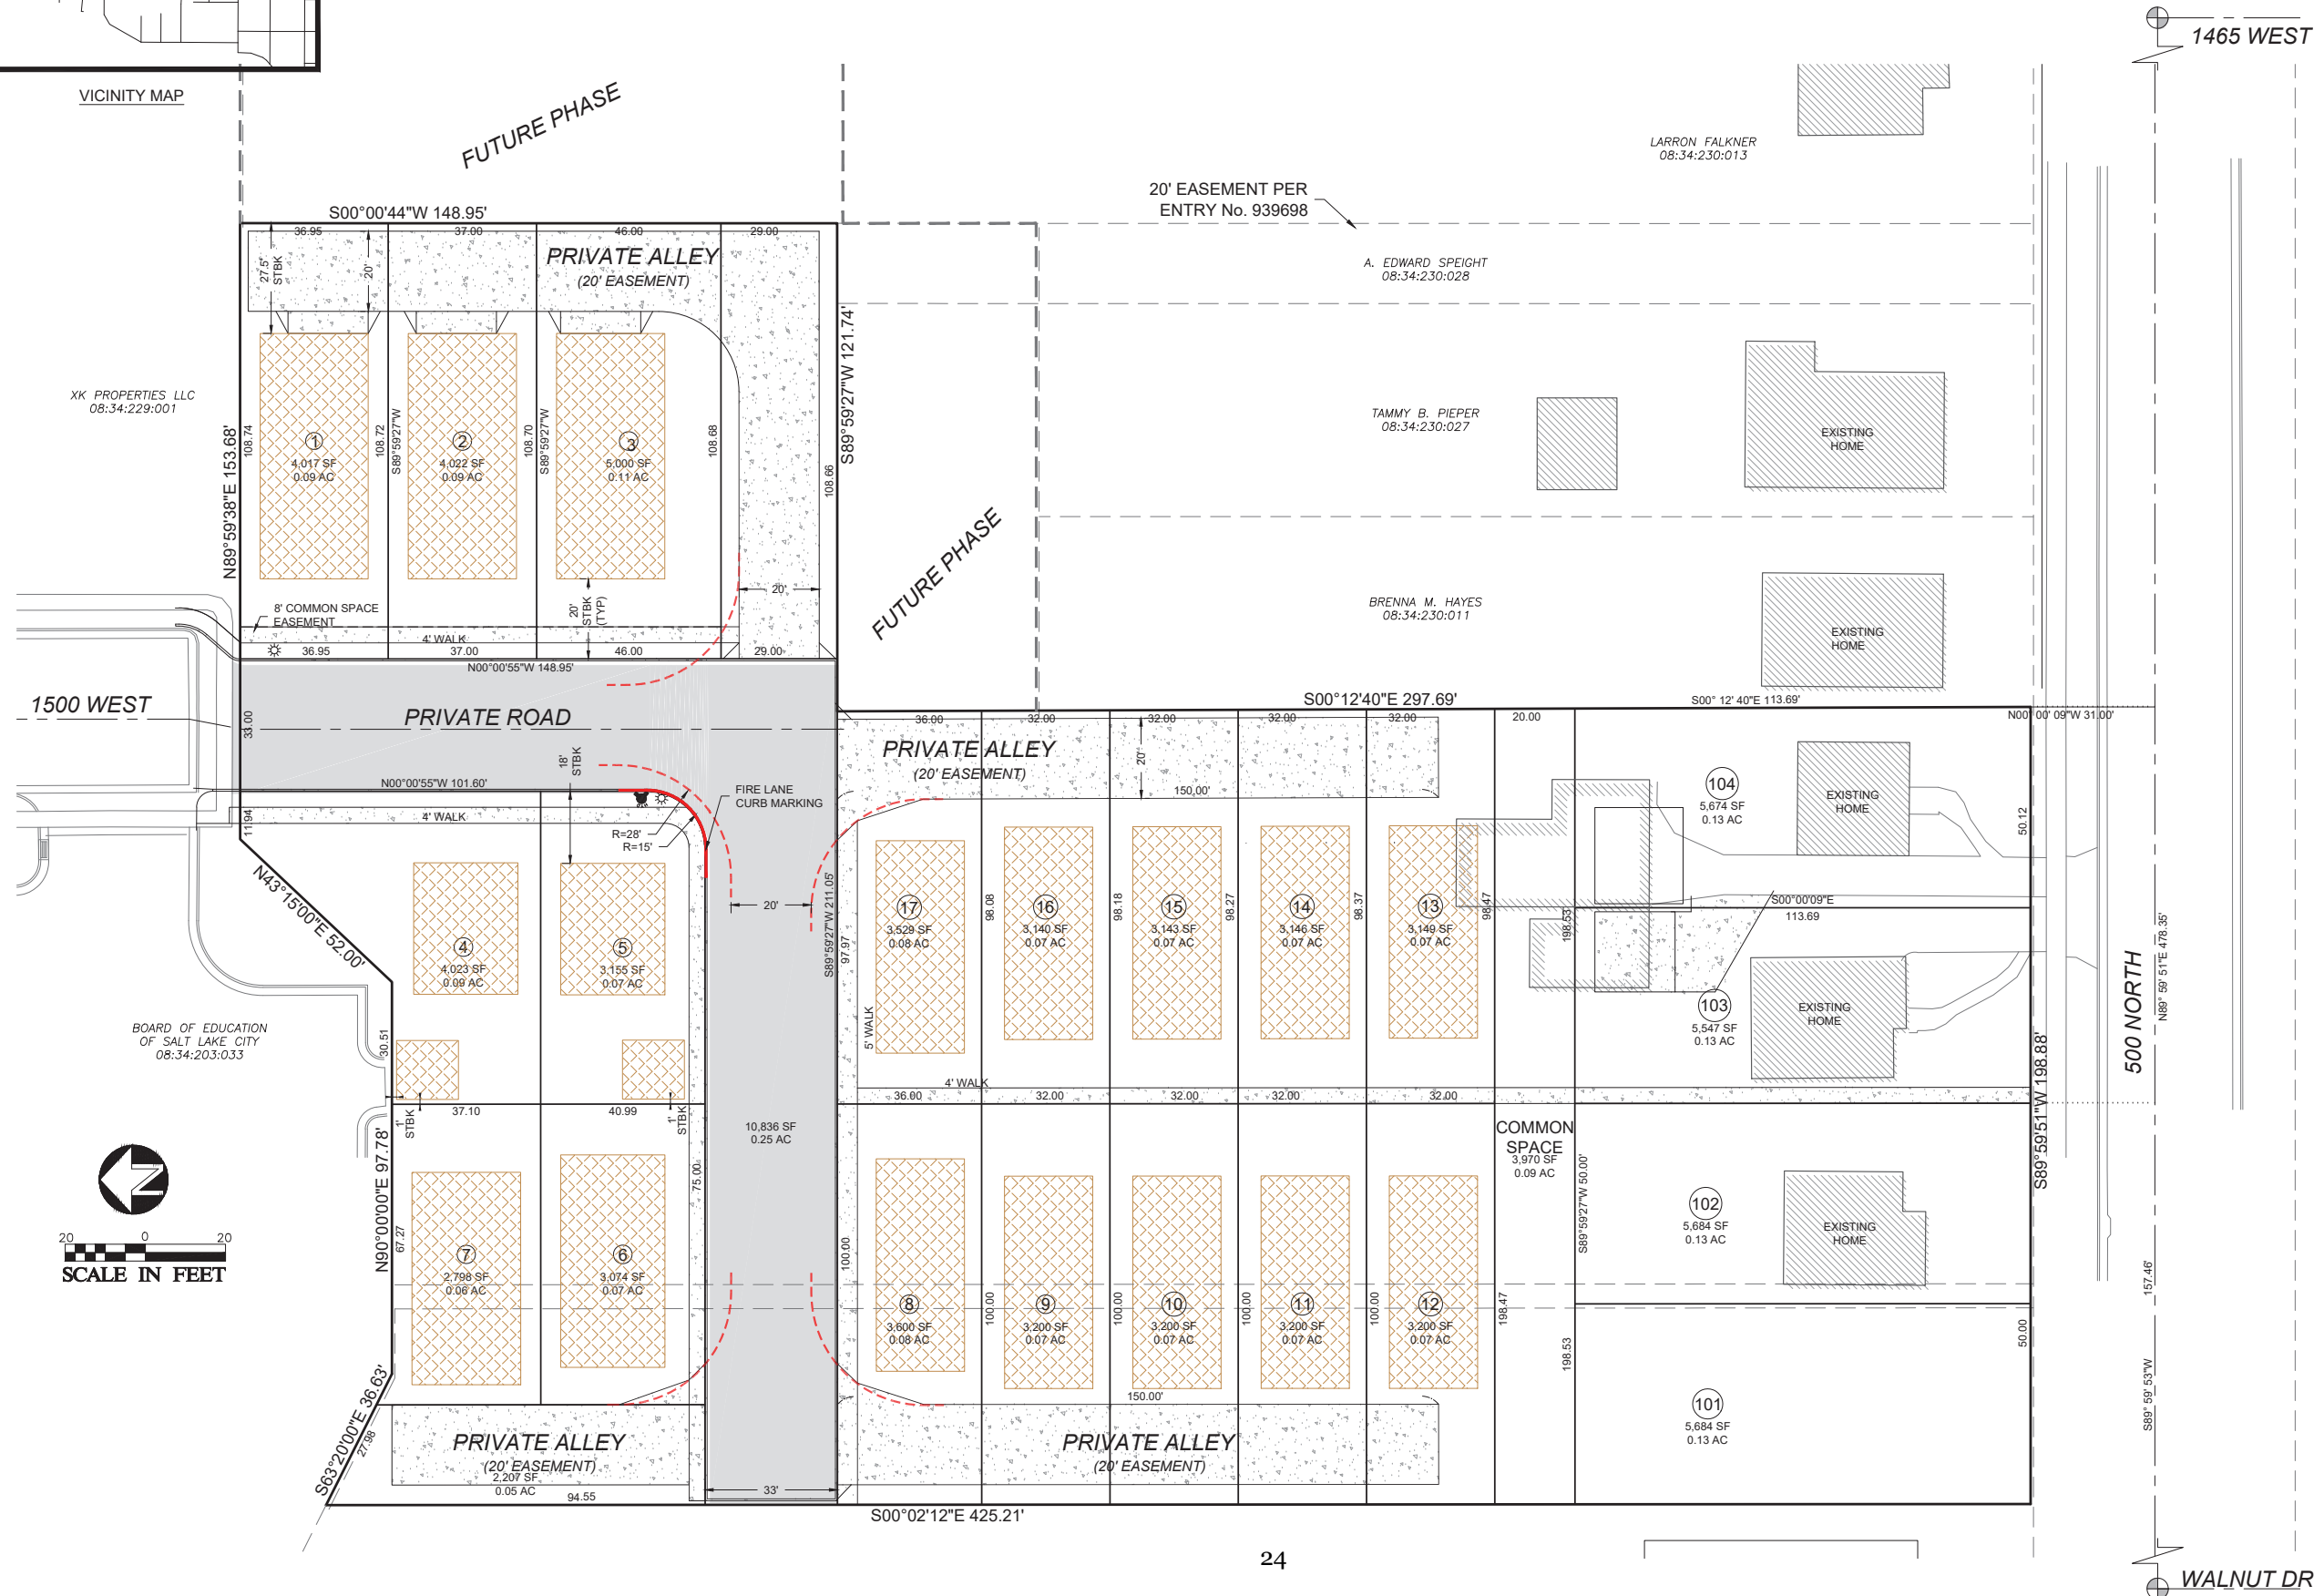 VICINITY MAP
1465 WEST
FUTURE PHASE
LARRON FALKNER
08:34:230:013
20' EASEMENT PER
ENTRY No. 939698
S00°00'44"W 148.95'
36.95
37.00
46.00
29.00
PRIVATE ALLEY
(20' EASEMENT)
27.5'
STBK
20'
A. EDWARD SPEIGHT
08:34:230:028
S89°59'27"W 121.74'
XK PROPERTIES LLC
08:34:229:001
N89°59'38"E 153.68'
108.74
1
4,017 SF
0.09 AC
108.72
S89°59'27"W
2
4,022 SF
0.09 AC
108.70
S89°59'27"W
3
5,000 SF
0.11 AC
108.68
108.66
TAMMY B. PIEPER
08:34:230:027
EXISTING
HOME
FUTURE PHASE
BRENNA M. HAYES
08:34:230:011
EXISTING
HOME
8' COMMON SPACE
EASEMENT
20'
STBK
(TYP)
20'
4' WALK
36.95
37.00
46.00
29.00
N00°00'55"W 148.95'
1500 WEST
33.00
PRIVATE ROAD
18'
STBK
N00°00'55"W 101.60'
11.94
4' WALK
FIRE LANE
CURB MARKING
R=28'
R=15'
S00°12'40"E 297.69'
S00° 12' 40"E 113.69'
N00° 00' 09"W 31.00'
36.00
32.00
32.00
32.00
32.00
20.00
PRIVATE ALLEY
(20' EASEMENT)
20'
150.00'
104
5,674 SF
0.13 AC
EXISTING
HOME
50.12
N43°15'00"E 52.00'
4
4,023 SF
0.09 AC
5
3,155 SF
0.07 AC
20'
S89°59'27"W 211.05'
97.97
17
3,529 SF
0.08 AC
98.08
16
3,140 SF
0.07 AC
98.18
15
3,143 SF
0.07 AC
98.27
14
3,146 SF
0.07 AC
98.37
13
3,149 SF
0.07 AC
98.47
198.53
S00°00'09"E
113.69
103
5,547 SF
0.13 AC
EXISTING
HOME
500 NORTH
N89° 59' 51"E 478.35'
BOARD OF EDUCATION
OF SALT LAKE CITY
08:34:203:033
30.51
5' WALK
4' WALK
36.00
32.00
32.00
32.00
32.00
1'
STBK
37.10
40.99
1'
STBK
10,836 SF
0.25 AC
COMMON
SPACE
3,970 SF
0.09 AC
S89°59'51"W 198.88'
N90°00'00"E 97.78'
67.27
75.00
100.00
S89°59'27"W 50.00'
102
5,684 SF
0.13 AC
EXISTING
HOME
20 0 20
SCALE IN FEET
7
2,798 SF
0.06 AC
6
3,074 SF
0.07 AC
8
3,600 SF
0.08 AC
100.00
9
3,200 SF
0.07 AC
100.00
10
3,200 SF
0.07 AC
100.00
11
3,200 SF
0.07 AC
100.00
12
3,200 SF
0.07 AC
198.47
198.53
50.00
157.46'
S89° 59' 53"W
101
5,684 SF
0.13 AC
150.00'
S63°20'00"E 36.63'
27.98
PRIVATE ALLEY
(20' EASEMENT)
2,207 SF
0.05 AC
94.55
33'
PRIVATE ALLEY
(20' EASEMENT)
S00°02'12"E 425.21'
24
WALNUT DR